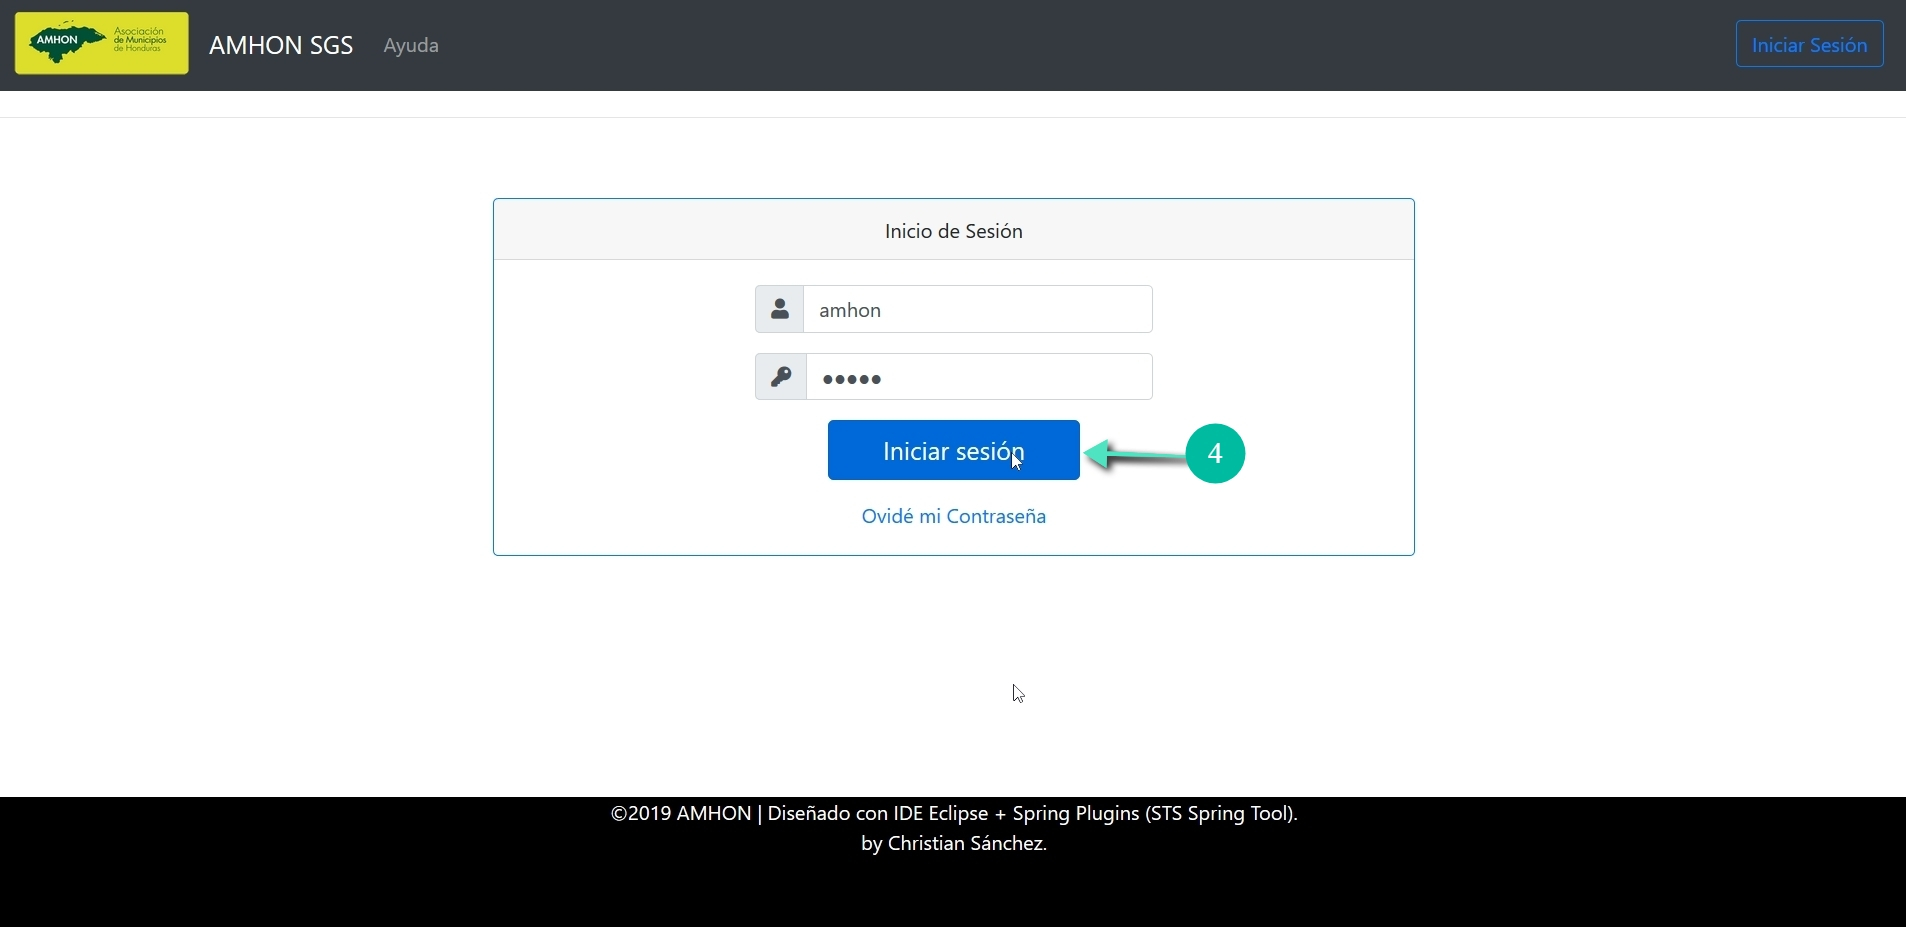 AMHON
Asociación
de Municipios
de Honduras
AMHON SGS
Ayuda
Iniciar Sesión
Inicio de Sesión
amhon
●●●●●
Iniciar sesión
4
Ovidé mi Contraseña
©2019 AMHON | Diseñado con IDE Eclipse + Spring Plugins (STS Spring Tool).
by Christian Sánchez.